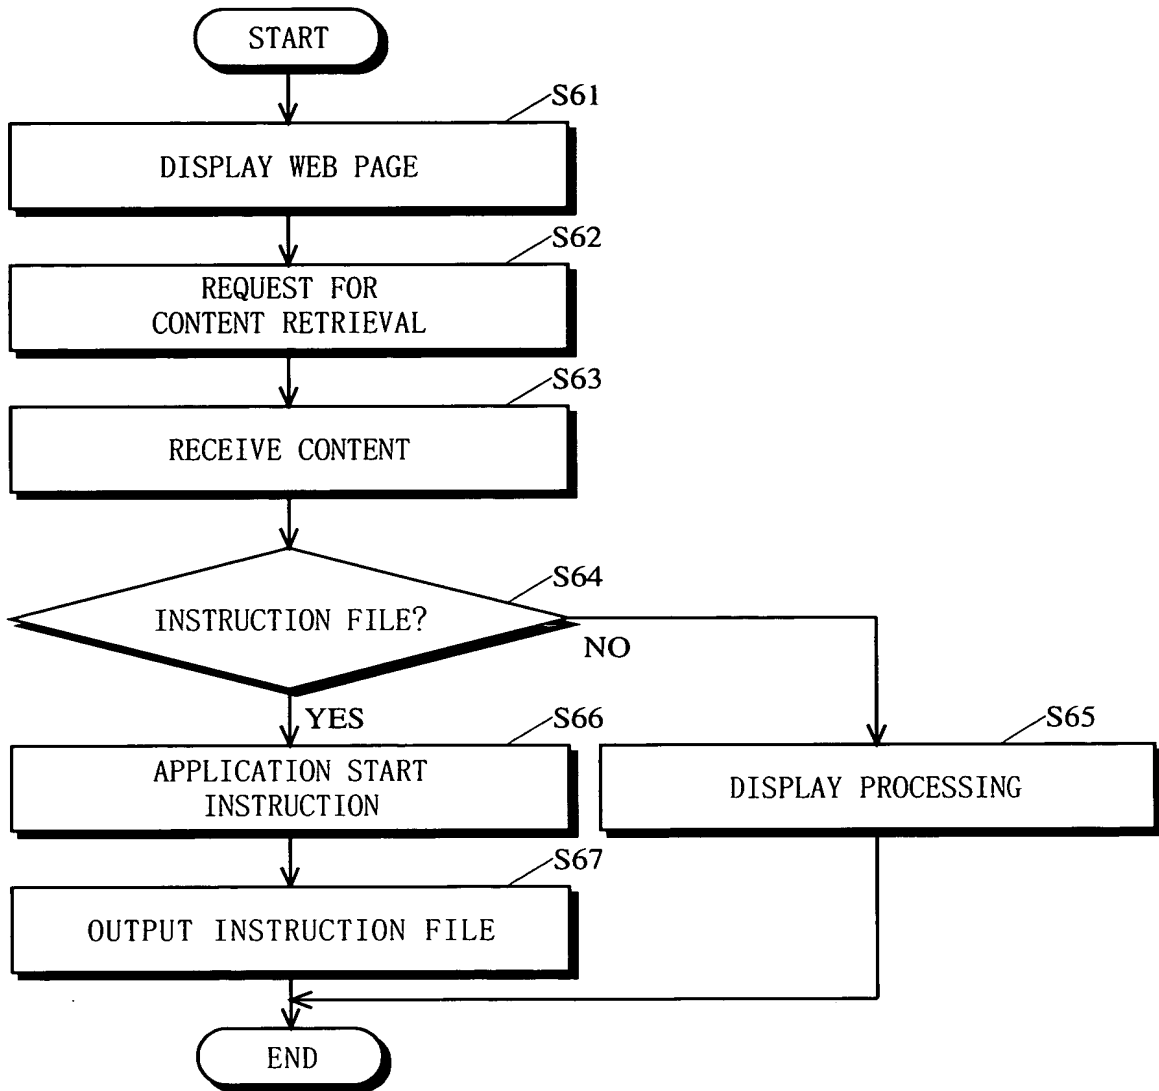 START
S61
DISPLAY WEB PAGE
S62
REQUEST FOR
CONTENT RETRIEVAL
S63
RECEIVE CONTENT
S64
INSTRUCTION FILE?
NO
YES
S66
APPLICATION START
INSTRUCTION
S65
DISPLAY PROCESSING
S67
OUTPUT INSTRUCTION FILE
END